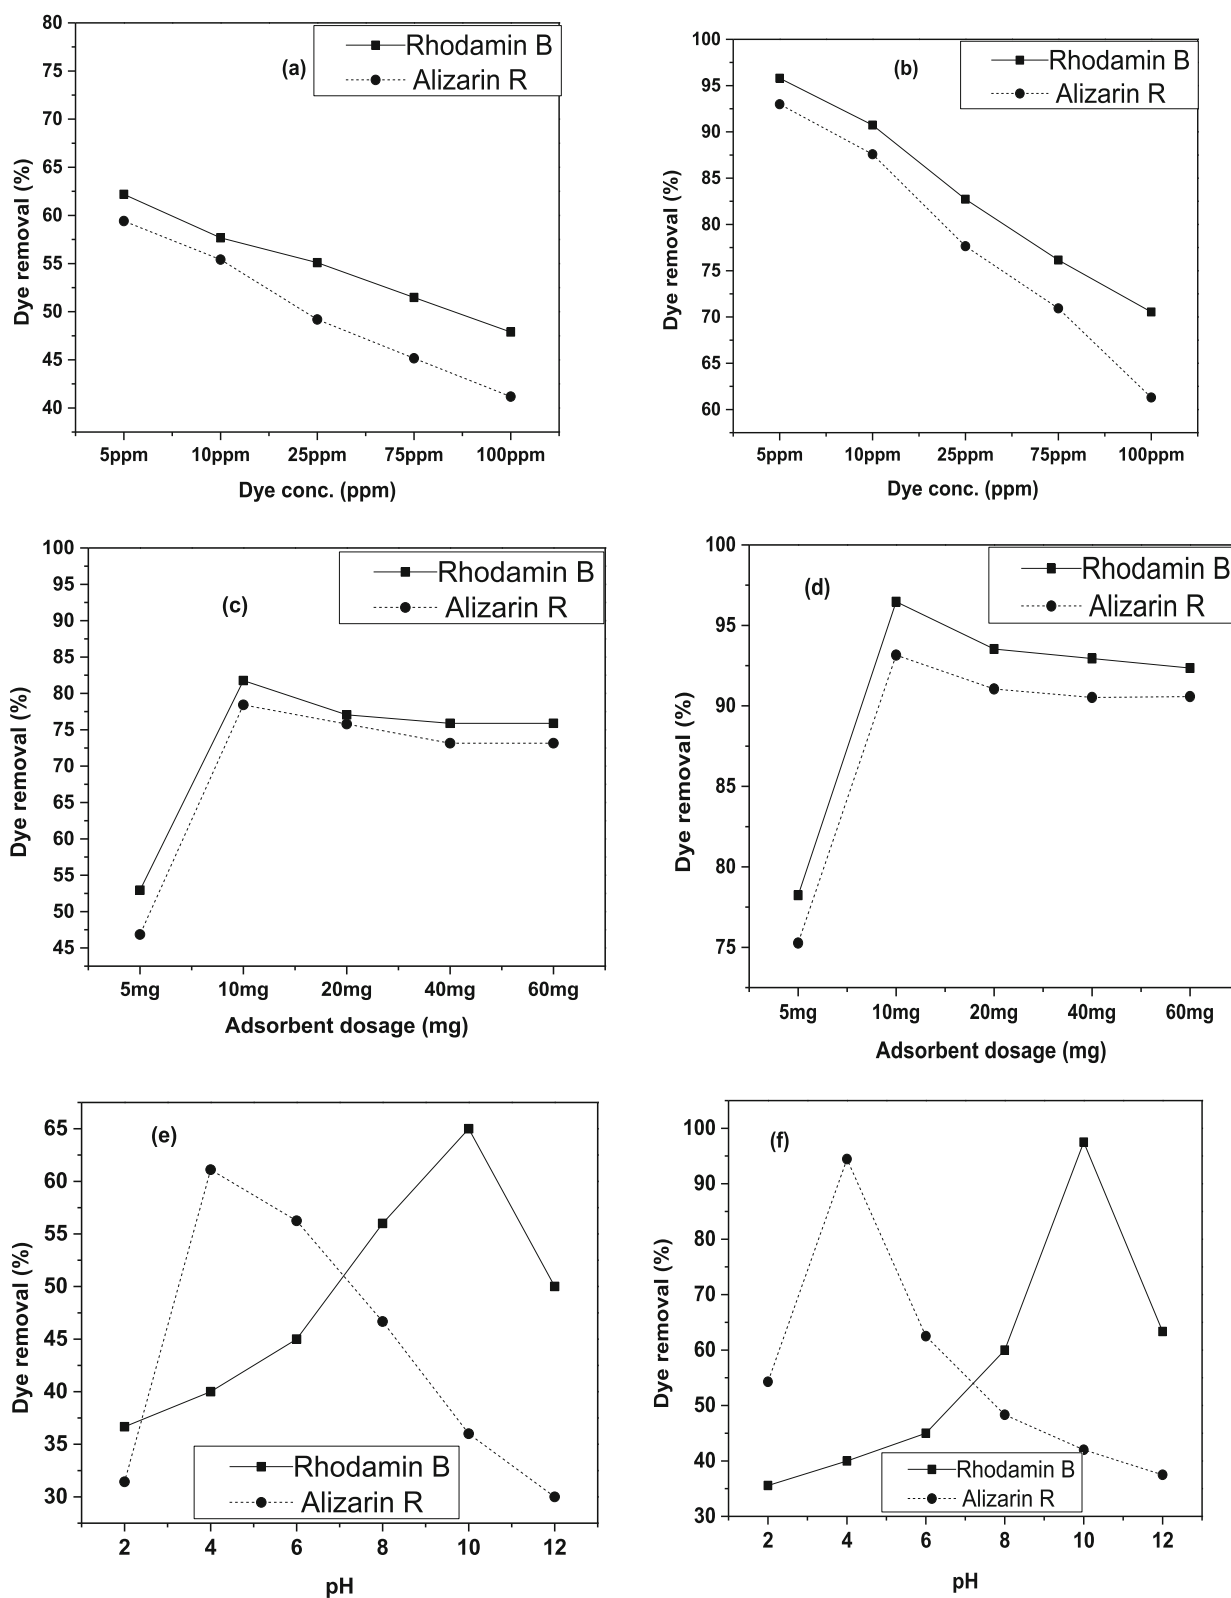 80
75
70
65
60
55
50
45
40
Dye removal (%)
(a)
Rhodamin B
Alizarin R
5ppm 10ppm 25ppm 75ppm 100ppm
Dye conc. (ppm)
100
95
90
85
80
75
70
65
60
Dye removal (%)
(b)
Rhodamin B
Alizarin R
5ppm 10ppm 25ppm 75ppm 100ppm
Dye conc. (ppm)
100
95
90
85
80
75
70
65
60
55
50
45
Dye removal (%)
(c)
Rhodamin B
Alizarin R
5mg 10mg 20mg 40mg 60mg
Adsorbent dosage (mg)
100
95
90
85
80
75
Dye removal (%)
(d)
Rhodamin B
Alizarin R
5mg 10mg 20mg 40mg 60mg
Adsorbent dosage (mg)
65
60
55
50
45
40
35
30
Dye removal (%)
(e)
Rhodamin B
Alizarin R
2 4 6 8 10 12
pH
100
90
80
70
60
50
40
30
Dye removal (%)
(f)
Rhodamin B
Alizarin R
2 4 6 8 10 12
pH